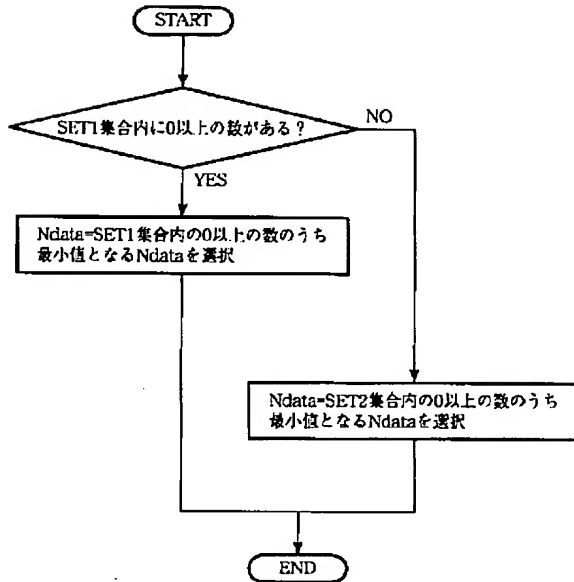 START
SET1集合内に0以上の数がある?
NO
YES
Ndata=SET1集合内の0以上の数のうち
最小値となるNdataを選択
Ndata=SET2集合内の0以上の数のうち
最小値となるNdataを選択
END